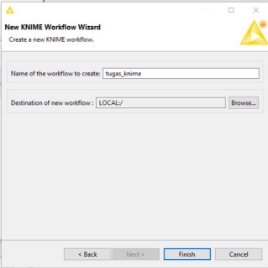 New KNIME Workflow Wizard
Create a new KNIME workflow.
Name of the workflow to create: tugas_knime
Destination of new workflow : LOCAL:/ Browse...
< Back Next > Finish Cancel